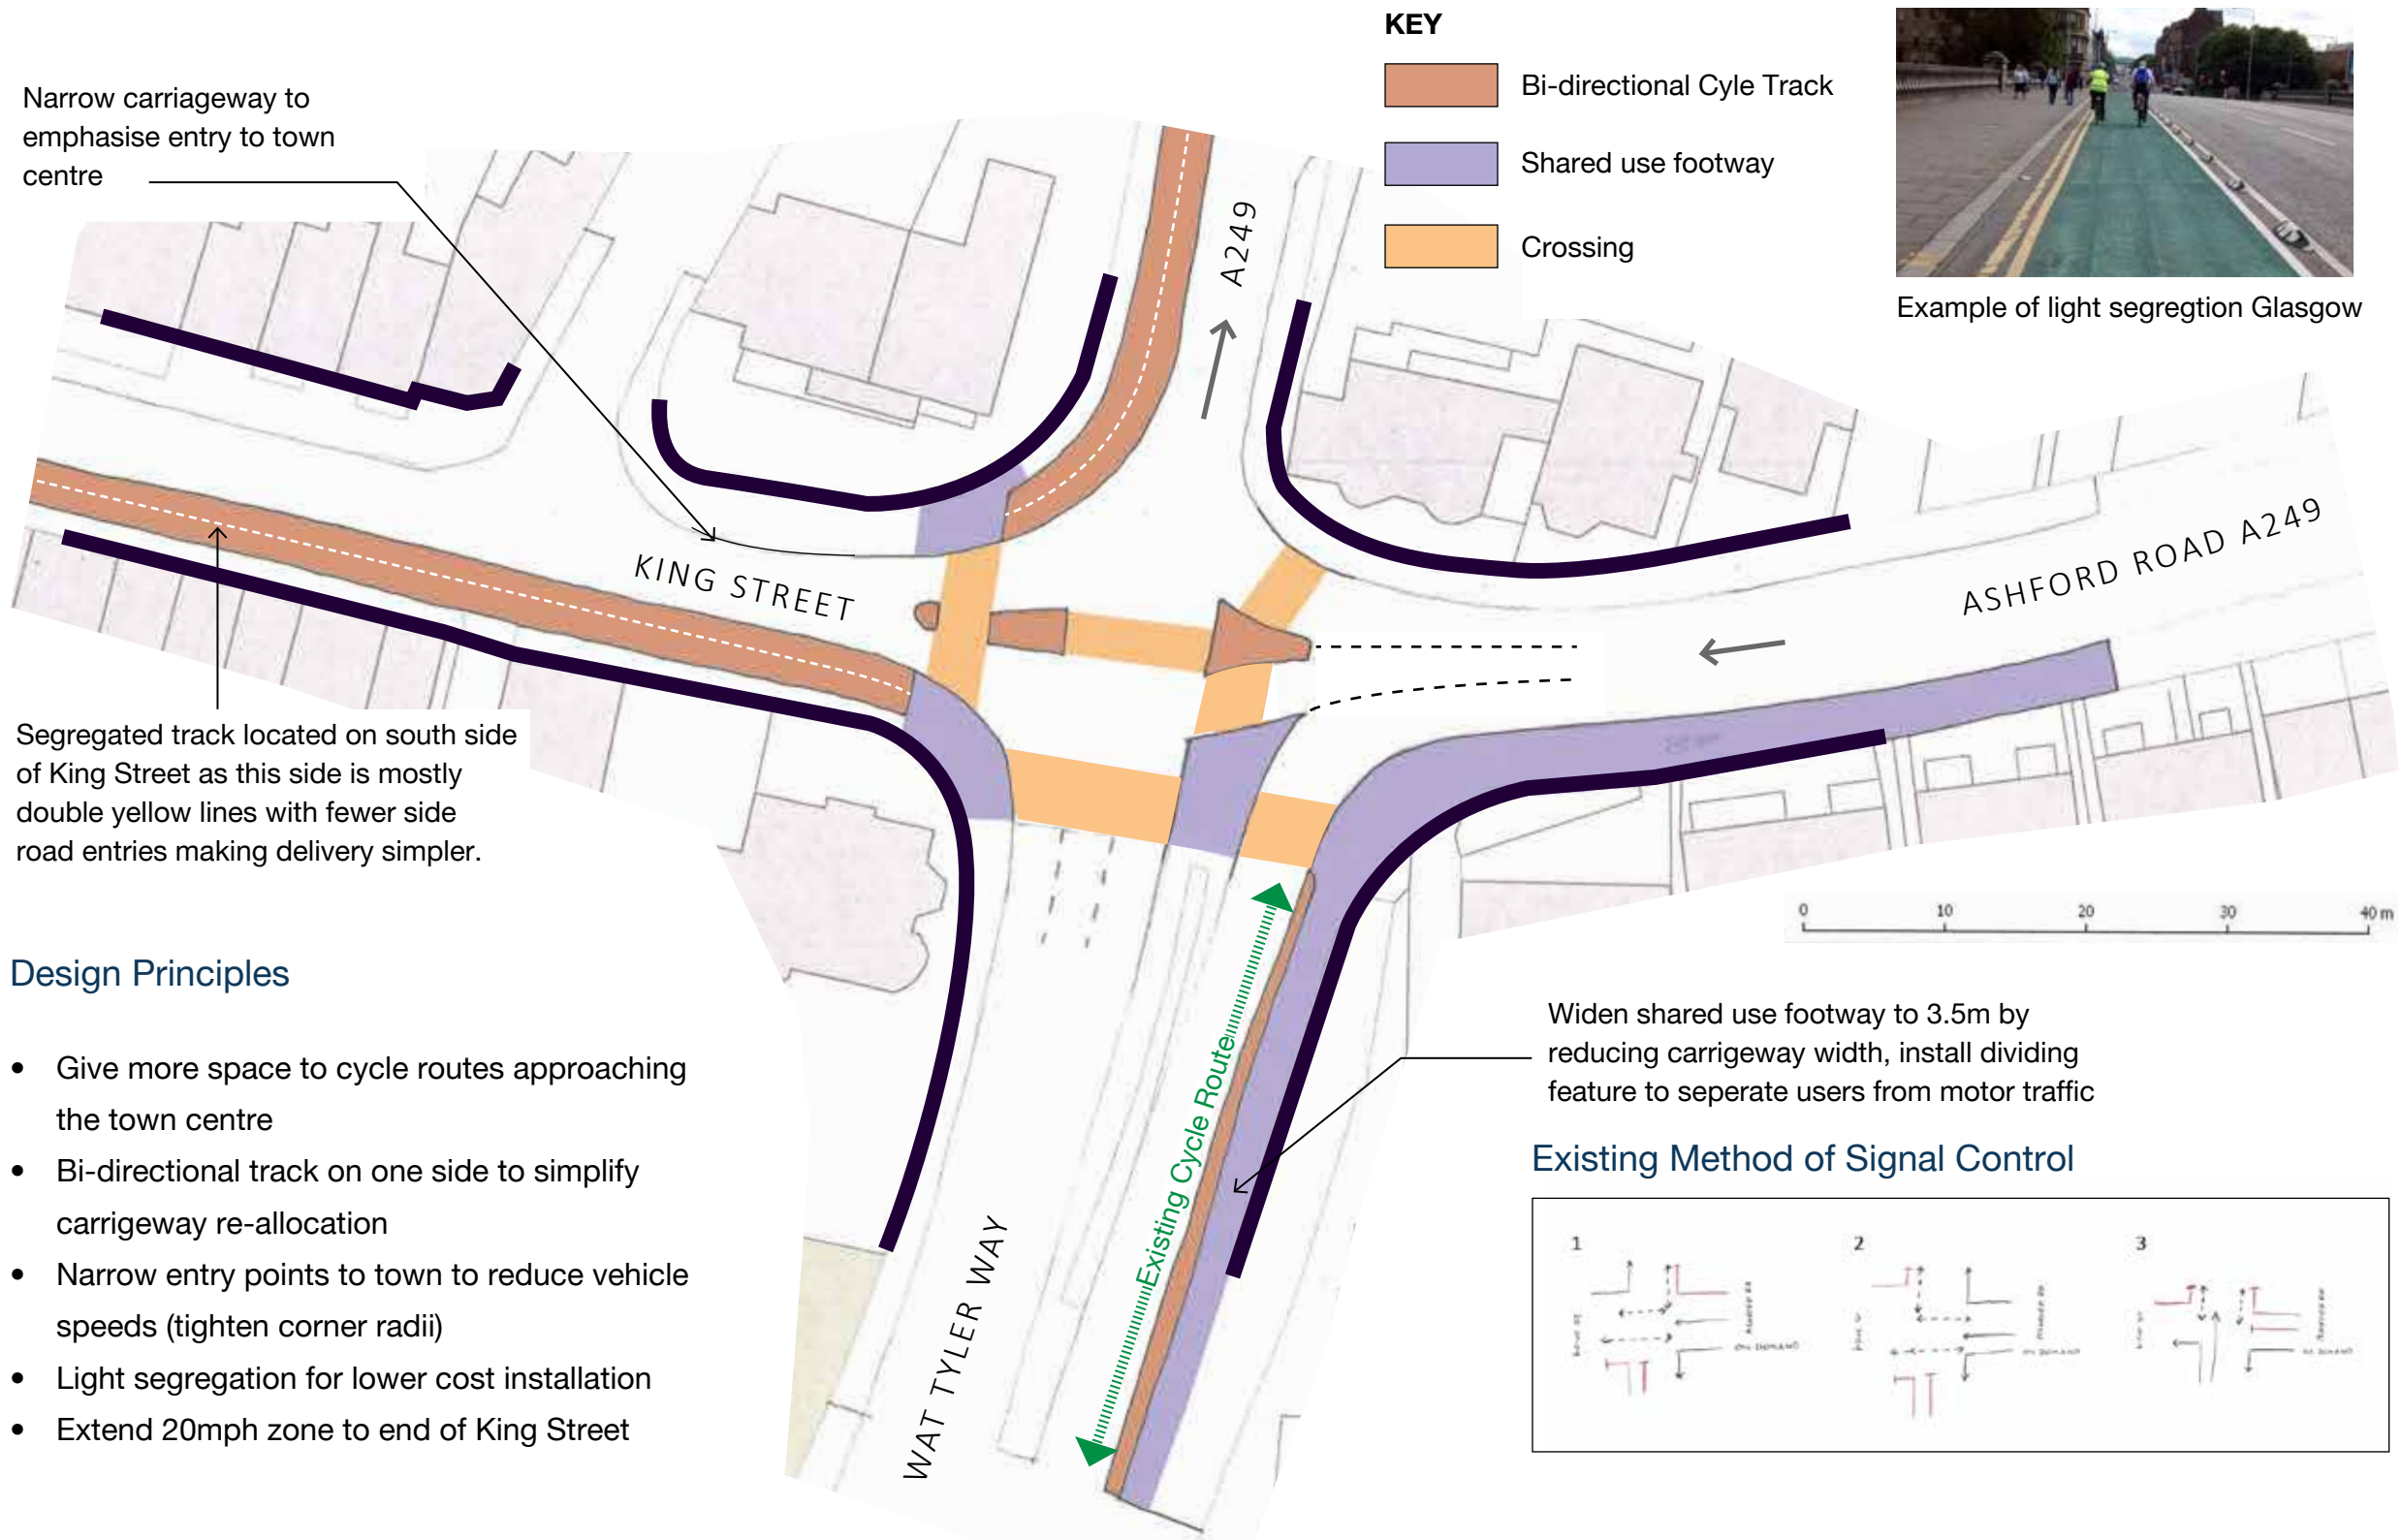 KEY
Bi-directional Cyle Track
Shared use footway
Crossing
Example of light segregtion Glasgow
Narrow carriageway to
emphasise entry to town
centre
A249
KING STREET
ASHFORD ROAD A249
Segregated track located on south side
of King Street as this side is mostly
double yellow lines with fewer side
road entries making delivery simpler.
0 10 20 30 40 m
Design Principles
• Give more space to cycle routes approaching
the town centre
• Bi-directional track on one side to simplify
carrigeway re-allocation
• Narrow entry points to town to reduce vehicle
speeds (tighten corner radii)
• Light segregation for lower cost installation
• Extend 20mph zone to end of King Street
Existing Cycle Route
WAT TYLER WAY
Widen shared use footway to 3.5m by
reducing carrigeway width, install dividing
feature to seperate users from motor traffic
Existing Method of Signal Control
1 2 3
ON DEMAND